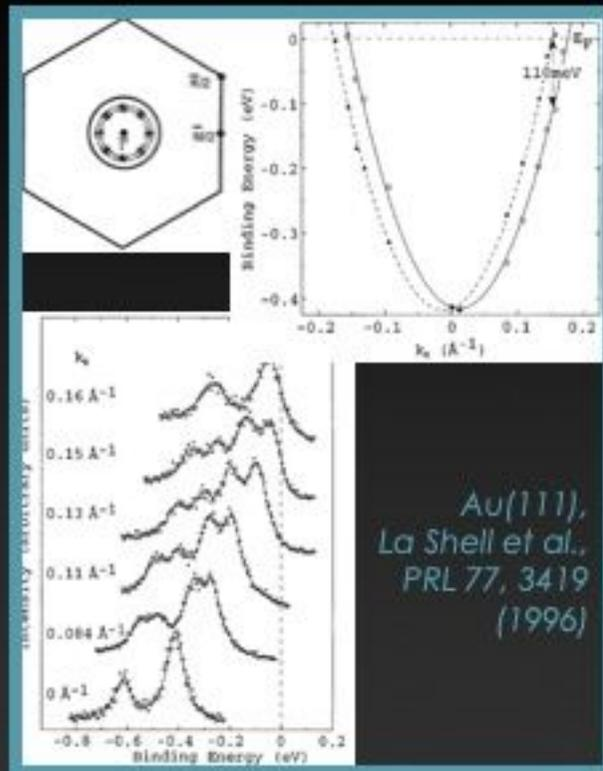 0
-0.1
-0.2
-0.3
-0.4
Binding Energy (eV)
E_F
110meV
-0.2 -0.1 0 0.1 0.2
k_∥ (Å⁻¹)
0.16 Å⁻¹
0.15 Å⁻¹
0.13 Å⁻¹
0.11 Å⁻¹
0.084 Å⁻¹
0 Å⁻¹
-0.8 -0.6 -0.4 -0.2 0 0.2
Binding Energy (eV)
Au(111),
La Shell et al.,
PRL 77, 3419
(1996)